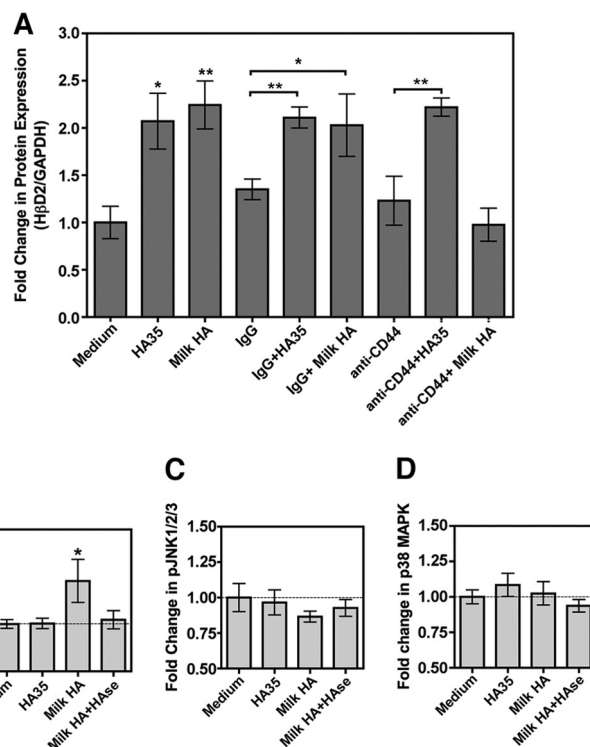 A
Fold Change in Protein Expression
(HβD2/GAPDH)
3.0
2.5
2.0
1.5
1.0
0.5
0.0
*
**
**
*
**
Medium
HA35
Milk HA
IgG
IgG+HA35
IgG+ Milk HA
anti-CD44
anti-CD44+HA35
anti-CD44+ Milk HA
*
HA35
Milk HA
Milk HA+HAse
C
Fold Change in pJNK1/2/3
1.50
1.25
1.00
0.75
0.50
Medium
HA35
Milk HA
Milk HA+HAse
D
Fold change in p38 MAPK
1.50
1.25
1.00
0.75
0.50
Medium
HA35
Milk HA
Milk HA+HAse